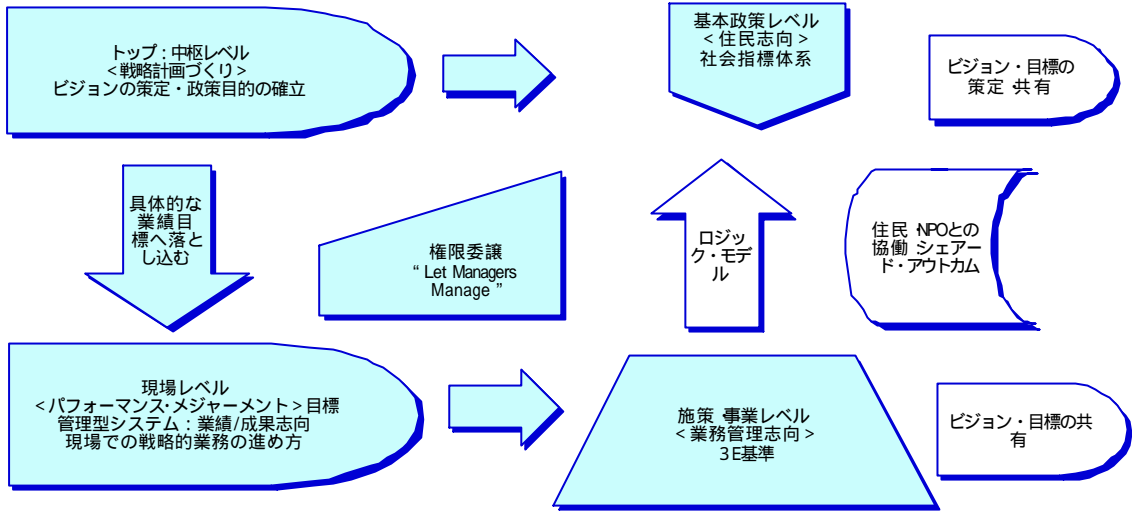 トップ：中枢レベル
＜戦略計画づくり＞
ビジョンの策定・政策目的の確立
基本政策レベル
＜住民志向＞
社会指標体系
ビジョン・目標の
策定・共有
具体的な
業績目
標へ落と
し込む
権限委譲
“Let Managers
Manage”
ロジッ
ク・モデ
ル
住民・NPOとの
協働・シェアー
ド・アウトカム
現場レベル
＜パフォーマンス・メジャーメント＞目標
管理型システム：業績/成果志向
現場での戦略的業務の進め方
施策・事業レベル
＜業務管理志向＞
3E基準
ビジョン・目標の共
有